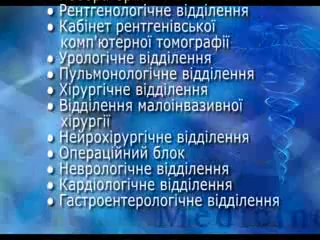 • Рентгенологічне відділення
• Кабінет рентгенівської
комп'ютерної томографії
• Урологічне відділення
• Пульмонологічне відділення
• Хірургічне відділення
• Відділення малоінвазивної
хірургії
• Нейрохірургічне відділення
• Операційний блок
• Неврологічне відділення
• Кардіологічне відділення
• Гастроентерологічне відділення
Medicine